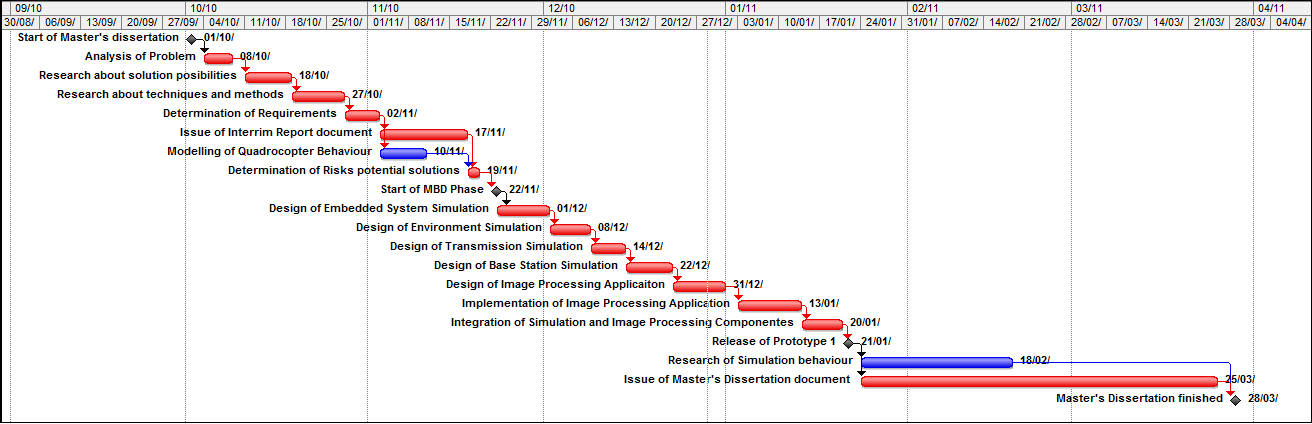 09/10 10/10 11/10 12/10 01/11 02/11 03/11 04/11
30/08/ 06/09/ 13/09/ 20/09/ 27/09/ 04/10/ 11/10/ 18/10/ 25/10/ 01/11/ 08/11/ 15/11/ 22/11/ 29/11/ 06/12/ 13/12/ 20/12/ 27/12/ 03/01/ 10/01/ 17/01/ 24/01/ 31/01/ 07/02/ 14/02/ 21/02/ 28/02/ 07/03/ 14/03/ 21/03/ 28/03/ 04/04/
Start of Master's dissertation 01/10/
Analysis of Problem 08/10/
Research about solution posibilities 18/10/
Research about techniques and methods 27/10/
Determination of Requirements 02/11/
Issue of Interrim Report document 17/11/
Modelling of Quadrocopter Behaviour 10/11/
Determination of Risks potential solutions 19/11/
Start of MBD Phase 22/11/
Design of Embedded System Simulation 01/12/
Design of Environment Simulation 08/12/
Design of Transmission Simulation 14/12/
Design of Base Station Simulation 22/12/
Design of Image Processing Applicaiton 31/12/
Implementation of Image Processing Application 13/01/
Integration of Simulation and Image Processing Componentes 20/01/
Release of Prototype 1 21/01/
Research of Simulation behaviour 18/02/
Issue of Master's Dissertation document 25/03/
Master's Dissertation finished 28/03/